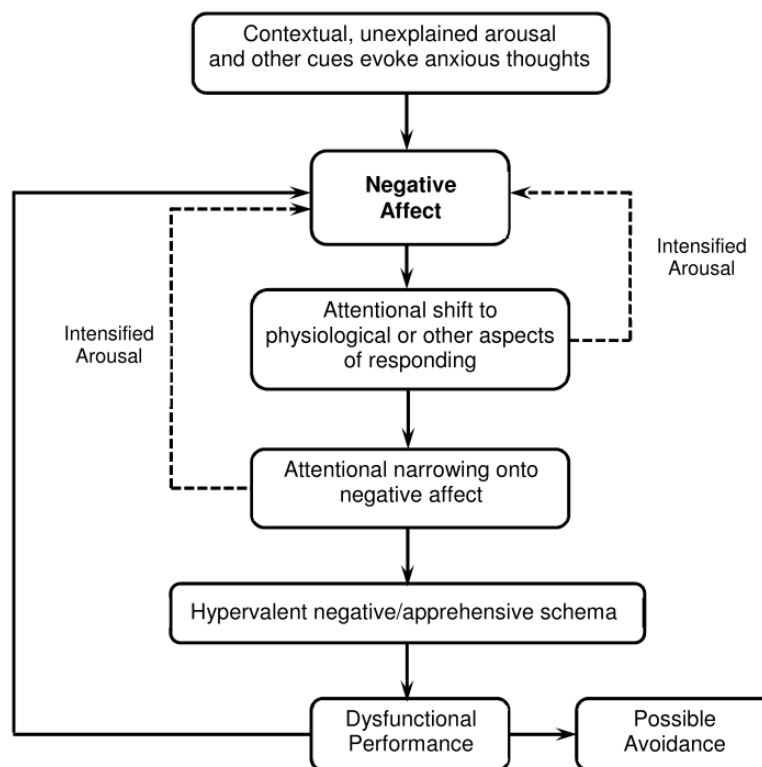 Contextual, unexplained arousal
and other cues evoke anxious thoughts
Negative
Affect
Intensified
Arousal
Attentional shift to
physiological or other aspects
of responding
Intensified
Arousal
Attentional narrowing onto
negative affect
Hypervalent negative/apprehensive schema
Dysfunctional
Performance
Possible
Avoidance